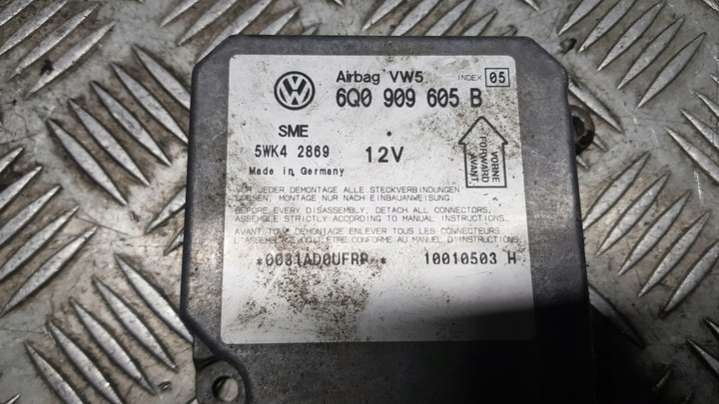 Airbag VW5 INDEX 05
6Q0 909 605 B
SME
5WK4 2869 12V
Made in Germany
VORNE
FORWARD
AVANT
VOR JEDER DEMONTAGE ALLE STECKVERBINDUNGEN
LOESEN, MONTAGE NUR NACH EINBAUANWEISUNG.
BEFORE EVERY DISASSEMBLY, DETACH ALL CONNECTORS,
ASSEMBLE STRICTLY ACCORDING TO MANUAL INSTRUCTIONS.
AVANT TOUT DEMONTAGE ENLEVER TOUS LES CONNECTEURS
L'ASSEMBLAGE DOIT ETRE CONFORME AU MANUEL D'INSTRUCTIONS
*0031AD0UFRP *
10010503 H